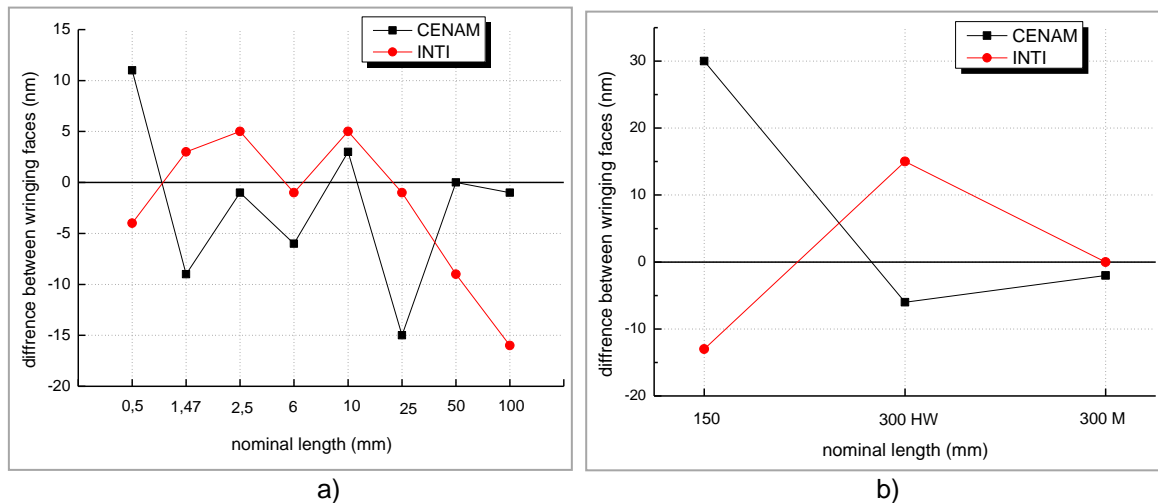 15
10
5
0
-5
-10
-15
-20
diffrence between wringing faces (nm)
CENAM
INTI
0,5 1,47 2,5 6 10 25 50 100
nominal length (mm)
a)
30
20
10
0
-10
-20
diffrence between wringing faces (nm)
CENAM
INTI
150 300 HW 300 M
nominal length (mm)
b)